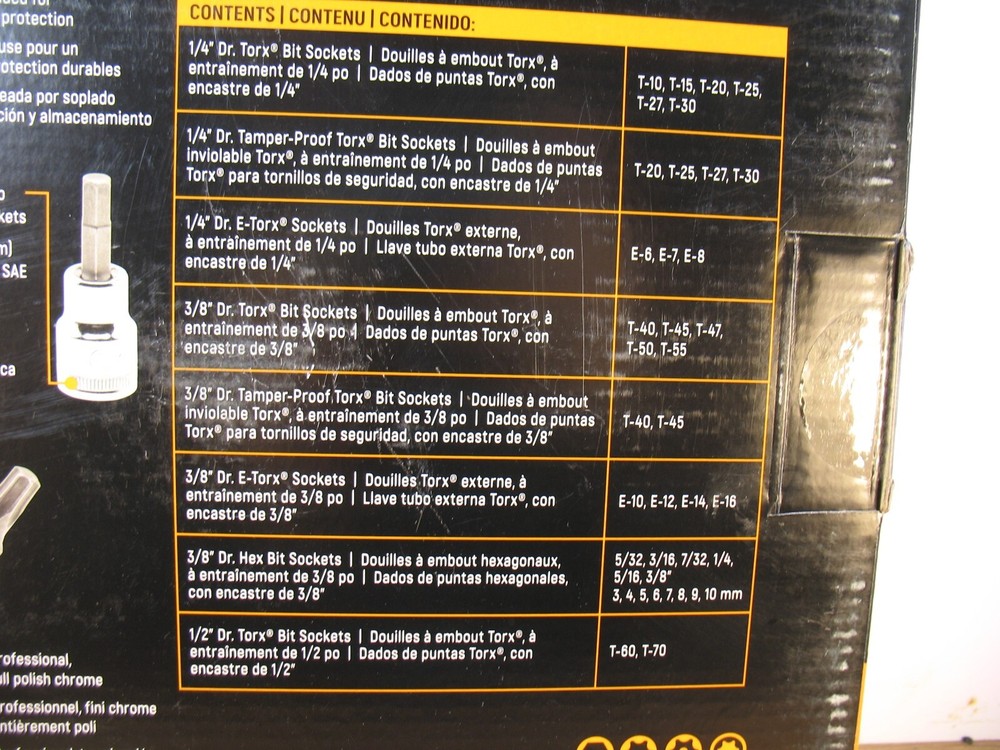 protection
use pour un
otection durables
eada por soplado
ción y almacenamiento
kets
m)
SAE
ca
rofessional,
ull polish chrome
rofessionnel, fini chrome
ntièrement poli
CONTENTS | CONTENU | CONTENIDO:
1/4" Dr. Torx® Bit Sockets | Douilles à embout Torx®, à
entraînement de 1/4 po | Dados de puntas Torx®, con
encastre de 1/4"
T-10, T-15, T-20, T-25,
T-27, T-30
1/4" Dr. Tamper-Proof Torx® Bit Sockets | Douilles à embout
inviolable Torx®, à entraînement de 1/4 po | Dados de puntas
Torx® para tornillos de seguridad, con encastre de 1/4"
T-20, T-25, T-27, T-30
1/4" Dr. E-Torx® Sockets | Douilles Torx® externe,
à entraînement de 1/4 po | Llave tubo externa Torx®, con
encastre de 1/4"
E-6, E-7, E-8
3/8" Dr. Torx® Bit Sockets | Douilles à embout Torx®, à
entraînement de 3/8 po | Dados de puntas Torx®, con
encastre de 3/8"
T-40, T-45, T-47,
T-50, T-55
3/8" Dr. Tamper-Proof Torx® Bit Sockets | Douilles à embout
inviolable Torx®, à entraînement de 3/8 po | Dados de puntas
Torx® para tornillos de seguridad, con encastre de 3/8"
T-40, T-45
3/8" Dr. E-Torx® Sockets | Douilles Torx® externe, à
entraînement de 3/8 po | Llave tubo externa Torx®, con
encastre de 3/8"
E-10, E-12, E-14, E-16
3/8" Dr. Hex Bit Sockets | Douilles à embout hexagonaux,
à entraînement de 3/8 po | Dados de puntas hexagonales,
con encastre de 3/8"
5/32, 3/16, 7/32, 1/4,
5/16, 3/8"
3, 4, 5, 6, 7, 8, 9, 10 mm
1/2" Dr. Torx® Bit Sockets | Douilles à embout Torx®, à
entraînement de 1/2 po | Dados de puntas Torx®, con
encastre de 1/2"
T-60, T-70